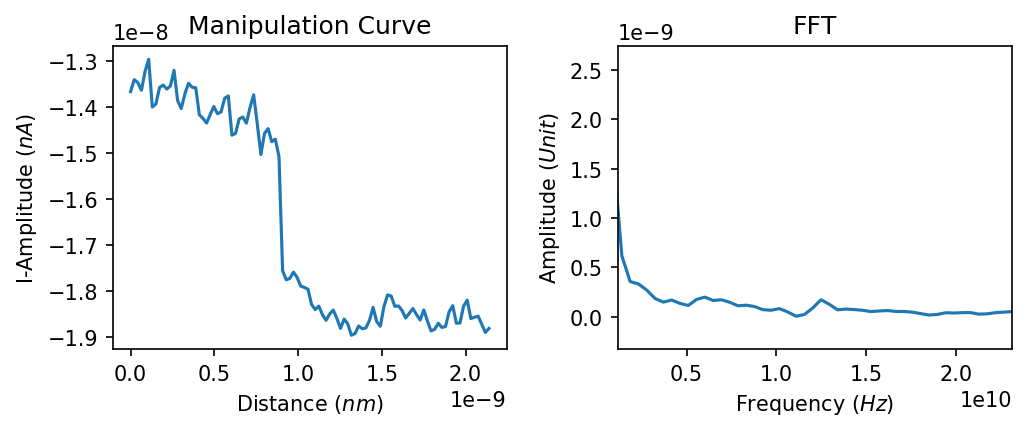 Manipulation Curve
1e−8
−1.3
−1.4
−1.5
−1.6
−1.7
−1.8
−1.9
I-Amplitude (nA)
0.0 0.5 1.0 1.5 2.0
1e−9
Distance (nm)
FFT
1e−9
2.5
2.0
1.5
1.0
0.5
0.0
Amplitude (Unit)
0.5 1.0 1.5 2.0
1e10
Frequency (Hz)